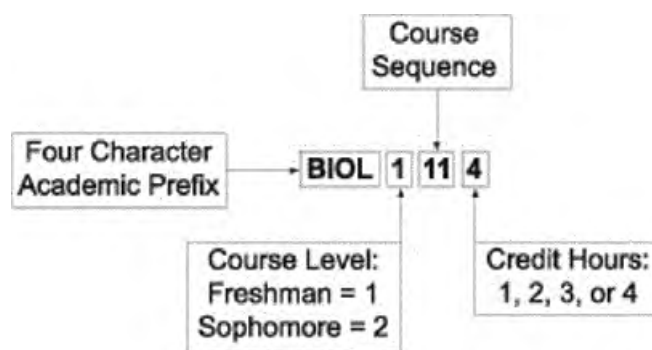 Course
Sequence
Four Character
Academic Prefix
BIOL 1 11 4
Course Level:
Freshman = 1
Sophomore = 2
Credit Hours:
1, 2, 3, or 4